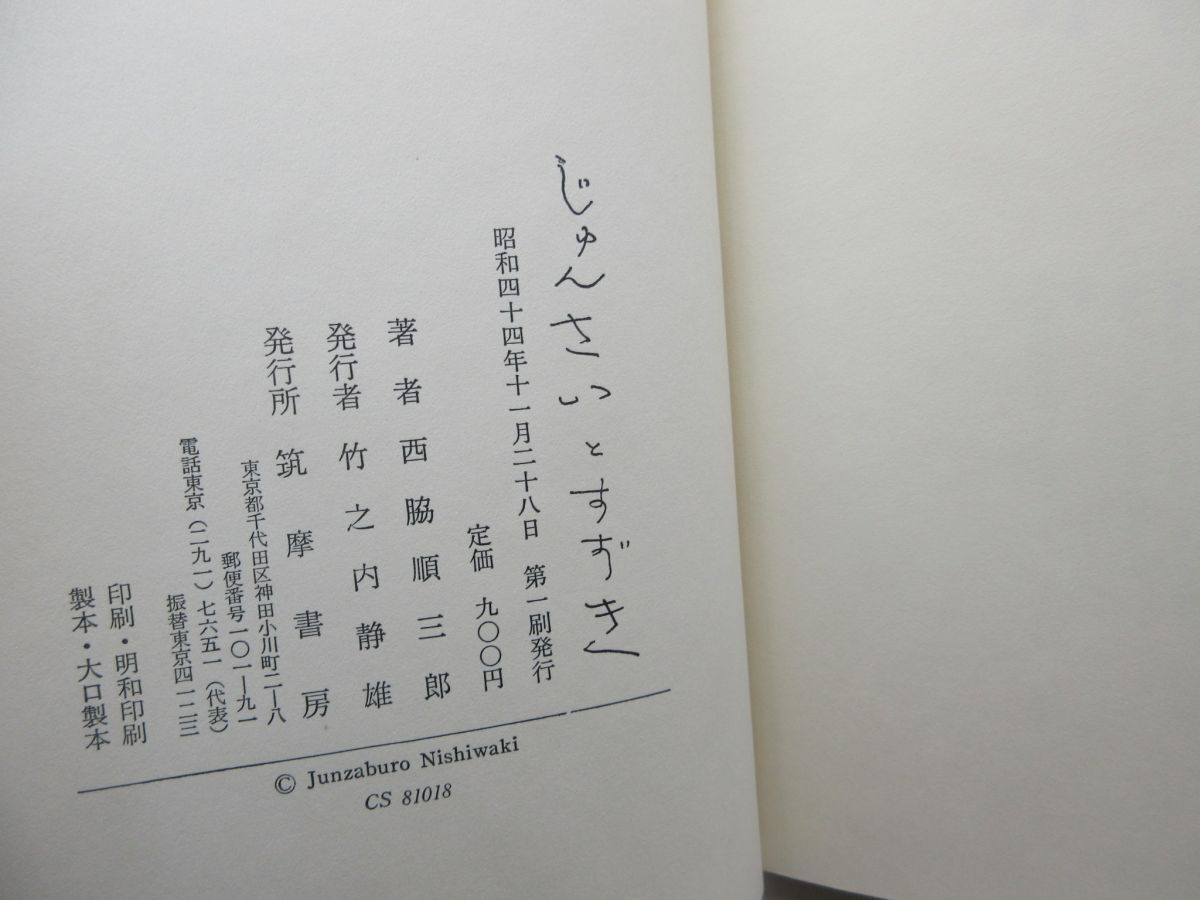 じゅんさいとすずき
昭和四十四年十一月二十八日　第一刷発行
定価　九〇〇円
著者　西脇順三郎
発行者　竹之内静雄
発行所　筑摩書房
東京都千代田区神田小川町二ー八
郵便番号一〇一ー九一
電話東京（二九一）七六五一（代表）
振替東京四一二三
印刷・明和印刷
製本・大口製本
© Junzaburo Nishiwaki
CS 81018